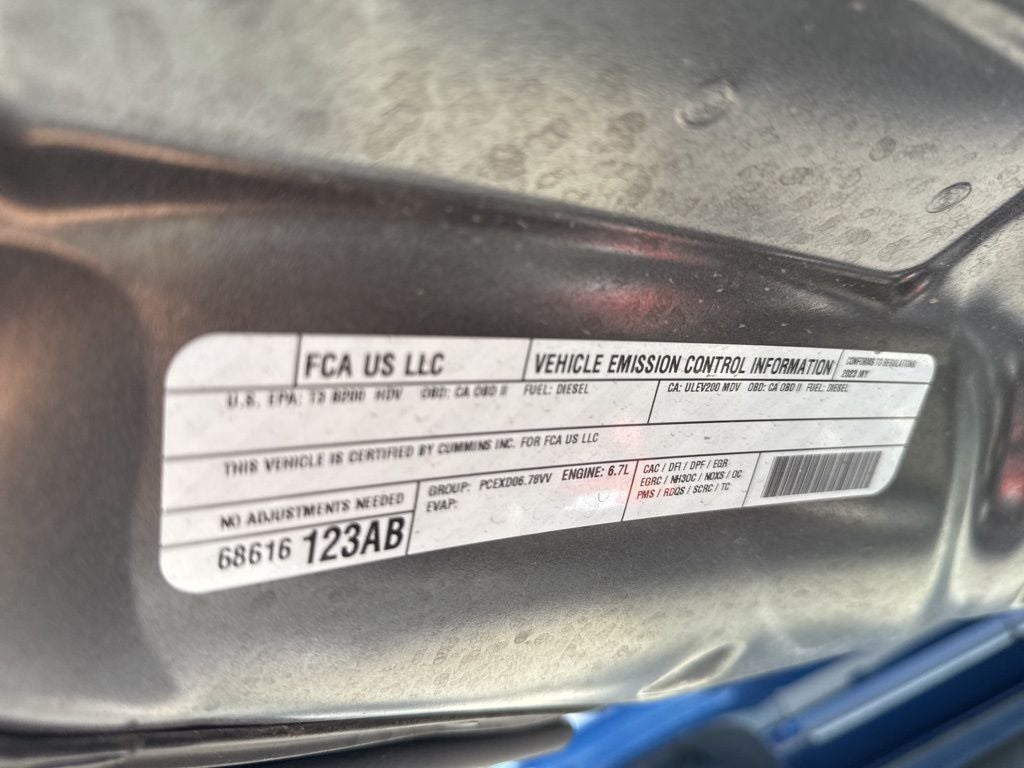 FCA US LLC
VEHICLE EMISSION CONTROL INFORMATION
CONFORMS TO REGULATIONS:
2023 MY
U.S. EPA: T3 B200 MDV OBD: CA OBD II FUEL: DIESEL
CA: ULEV200 MDV OBD: CA OBD II FUEL: DIESEL
THIS VEHICLE IS CERTIFIED BY CUMMINS INC. FOR FCA US LLC
NO ADJUSTMENTS NEEDED
68616 123AB
GROUP: PCEXD06.78VV ENGINE: 6.7L
EVAP:
CAC / DFI / DPF / EGR
EGRC / NH3OC / NOXS / OC
PMS / RDQS / SCRC / TC